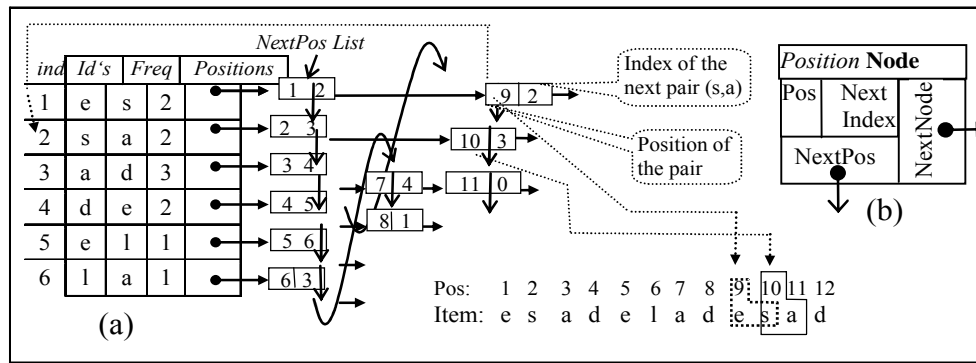 NextPos List
ind Id's Freq Positions
1 e s 2 1 2 9 2
2 s a 2 2 3 10 3
3 a d 3 3 4 7 4 11 0
4 d e 2 4 5 8 1
5 e l 1 5 6
6 l a 1 6 3
(a)
Index of the
next pair (s,a)
Position of
the pair
Pos: 1 2 3 4 5 6 7 8 9 10 11 12
Item: e s a d e l a d e s a d
Position Node
Pos Next
Index
NextPos
NextNode
(b)